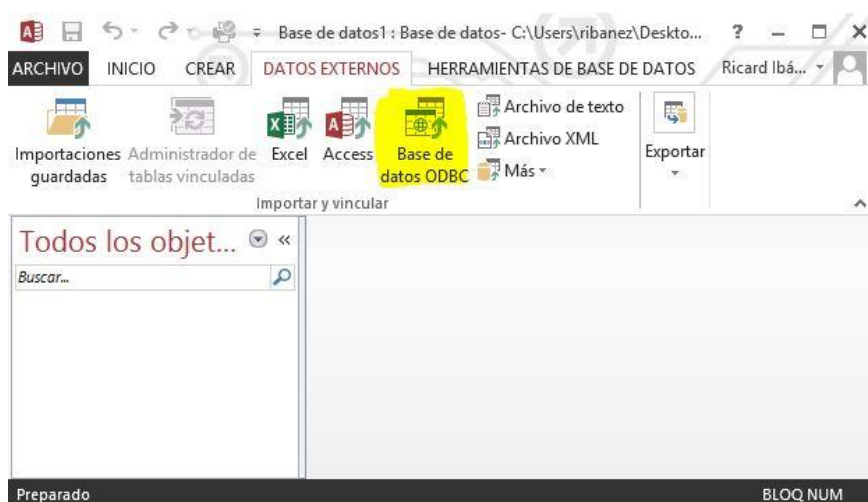 Base de datos1 : Base de datos- C:\Users\ribanez\Deskto... ?
ARCHIVO INICIO CREAR DATOS EXTERNOS HERRAMIENTAS DE BASE DE DATOS Ricard Ibá...
Importaciones guardadas
Administrador de tablas vinculadas
Excel
Access
Base de datos ODBC
Archivo de texto
Archivo XML
Más
Exportar
Importar y vincular
Todos los objet... «
Buscar...
Preparado
BLOQ NUM